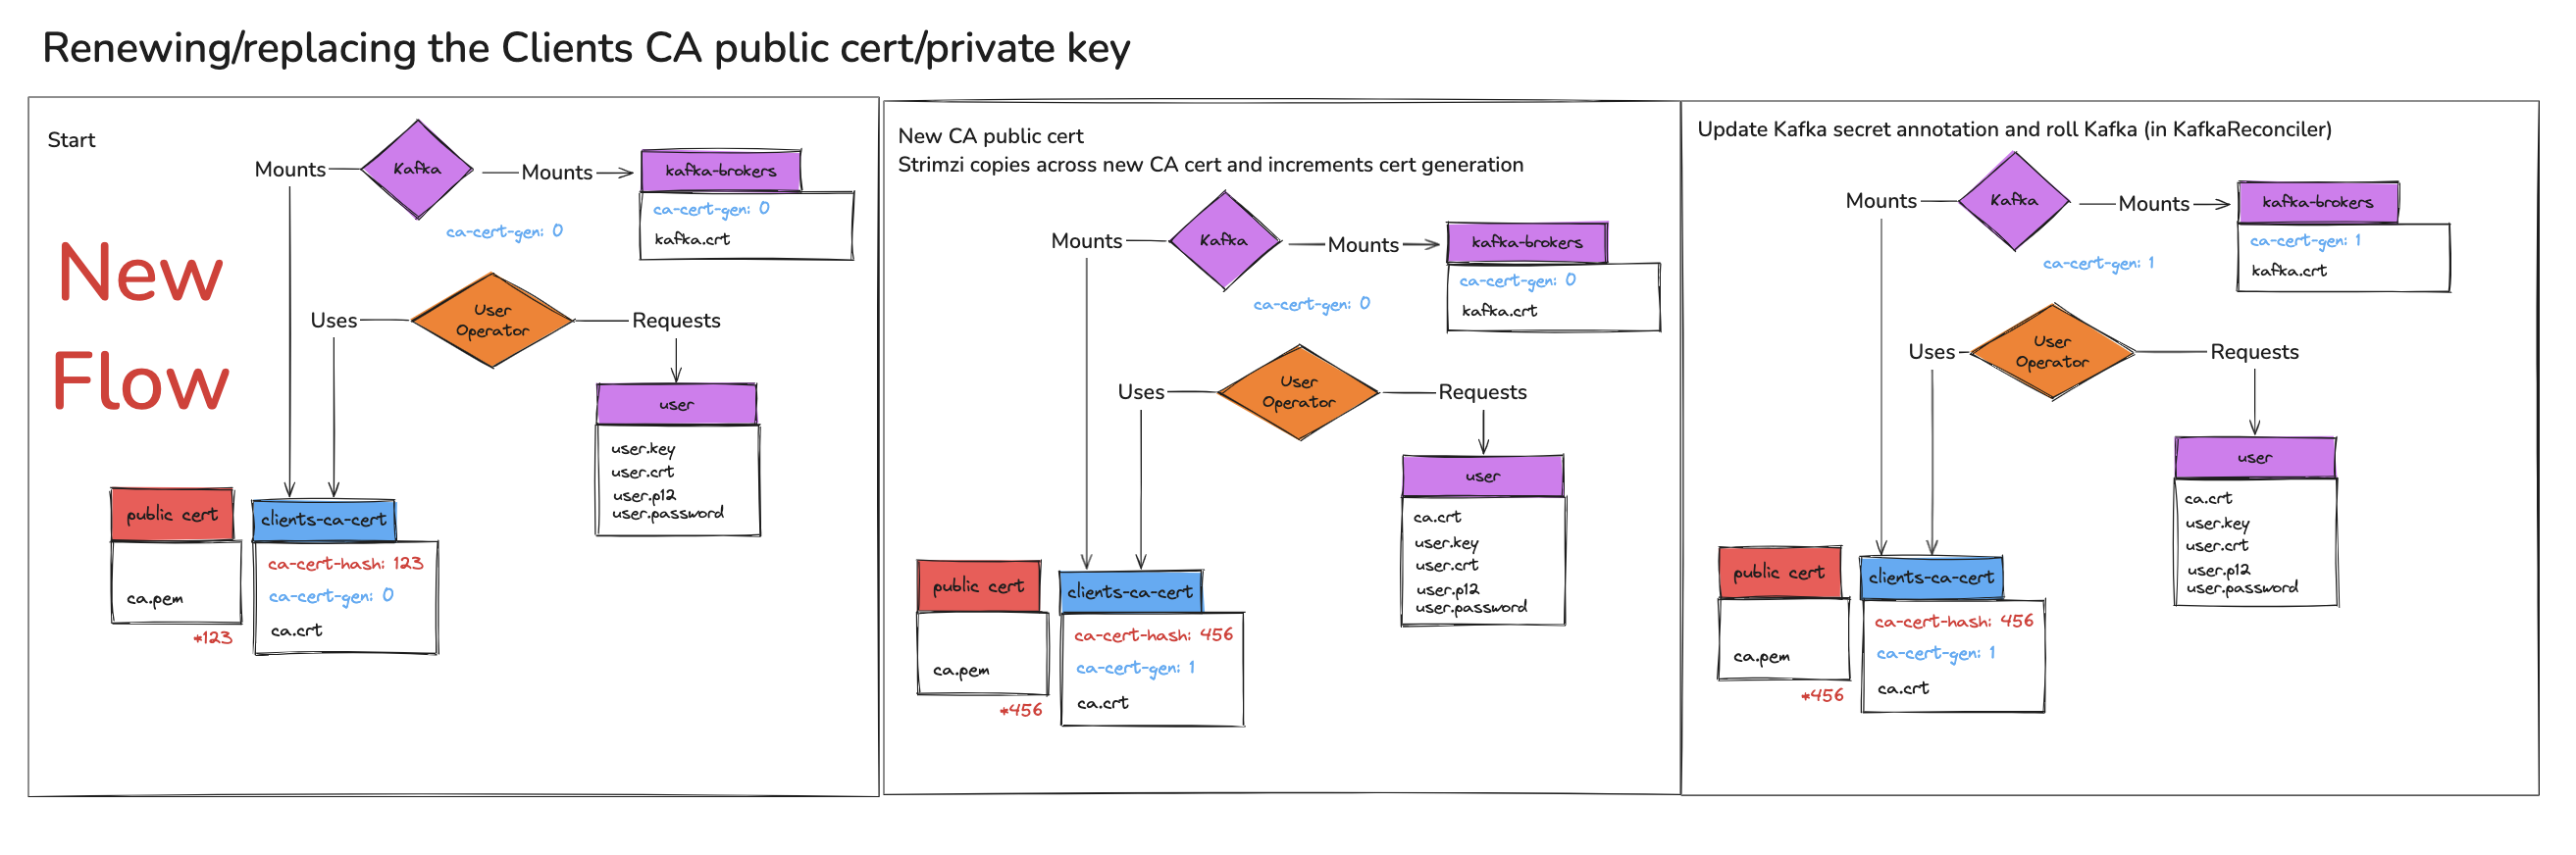 Renewing/replacing the Clients CA public cert/private key
Start
New
Flow
Mounts
Kafka
Mounts
kafka-brokers
ca-cert-gen: 0
kafka.crt
ca-cert-gen: 0
Uses
User
Operator
Requests
user
user.key
user.crt
user.p12
user.password
public cert
ca.pem
*123
clients-ca-cert
ca-cert-hash: 123
ca-cert-gen: 0
ca.crt
New CA public cert
Strimzi copies across new CA cert and increments cert generation
Mounts
Kafka
Mounts
kafka-brokers
ca-cert-gen: 0
kafka.crt
ca-cert-gen: 0
Uses
User
Operator
Requests
user
ca.crt
user.key
user.crt
user.p12
user.password
public cert
ca.pem
*456
clients-ca-cert
ca-cert-hash: 456
ca-cert-gen: 1
ca.crt
Update Kafka secret annotation and roll Kafka (in KafkaReconciler)
Mounts
Kafka
Mounts
kafka-brokers
ca-cert-gen: 1
kafka.crt
ca-cert-gen: 1
Uses
User
Operator
Requests
user
ca.crt
user.key
user.crt
user.p12
user.password
public cert
ca.pem
*456
clients-ca-cert
ca-cert-hash: 456
ca-cert-gen: 1
ca.crt